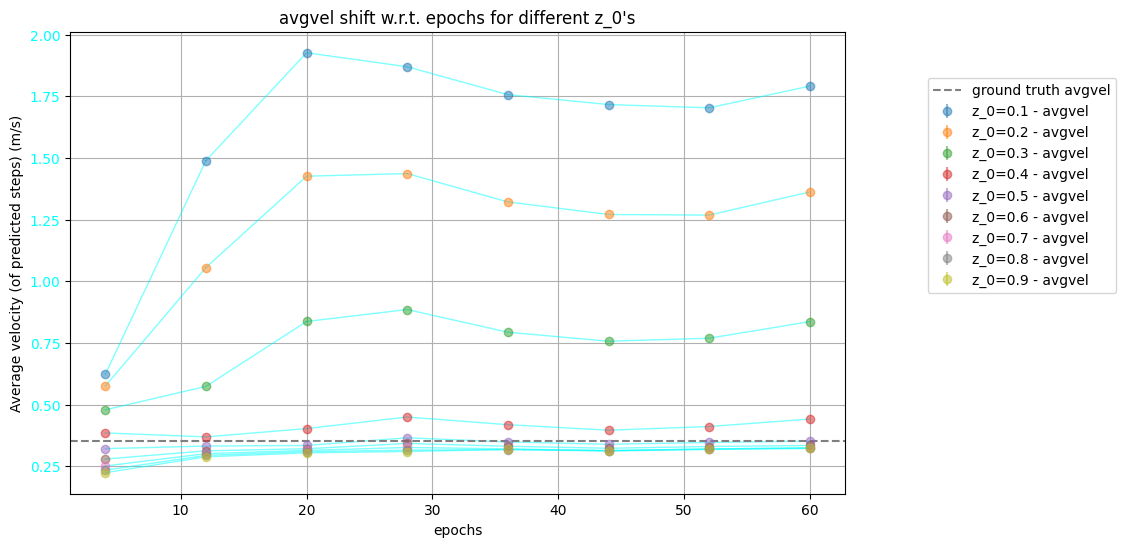 avgvel shift w.r.t. epochs for different z_0's
Average velocity (of predicted steps) (m/s)
2.00
1.75
1.50
1.25
1.00
0.75
0.50
0.25
10
20
30
40
50
60
epochs
ground truth avgvel
z_0=0.1 - avgvel
z_0=0.2 - avgvel
z_0=0.3 - avgvel
z_0=0.4 - avgvel
z_0=0.5 - avgvel
z_0=0.6 - avgvel
z_0=0.7 - avgvel
z_0=0.8 - avgvel
z_0=0.9 - avgvel